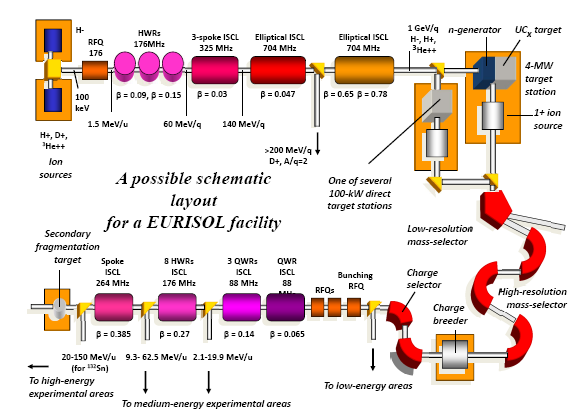 H-
RFQ
176
HWRs
176MHz
3-spoke ISCL
325 MHz
Elliptical ISCL
704 MHz
Elliptical ISCL
704 MHz
1 GeV/q
H-, H+,
3He++
n-generator
UCx target
4-MW
target
station
1+ ion
source
100
keV
β = 0.09, β = 0.15
β = 0.03
β = 0.047
β = 0.65 β = 0.78
H+, D+,
3He++
Ion
sources
1.5 MeV/u
60 MeV/q
140 MeV/q
>200 MeV/q
D+, A/q=2
One of several
100-kW direct
target stations
A possible schematic
layout
for a EURISOL facility
Low-resolution
mass-selector
Secondary
fragmentation
target
Spoke
ISCL
264 MHz
8 HWRs
ISCL
176 MHz
3 QWRs
ISCL
88 MHz
QWR
ISCL
88
RFQs
Bunching
RFQ
Charge
selector
Charge
breeder
High-resolution
mass-selector
β = 0.385
β = 0.27
β = 0.14
β = 0.065
20-150 MeV/u
(for 132Sn)
9.3- 62.5 MeV/u
2.1-19.9 MeV/u
To high-energy
experimental areas
To medium-energy experimental areas
To low-energy areas